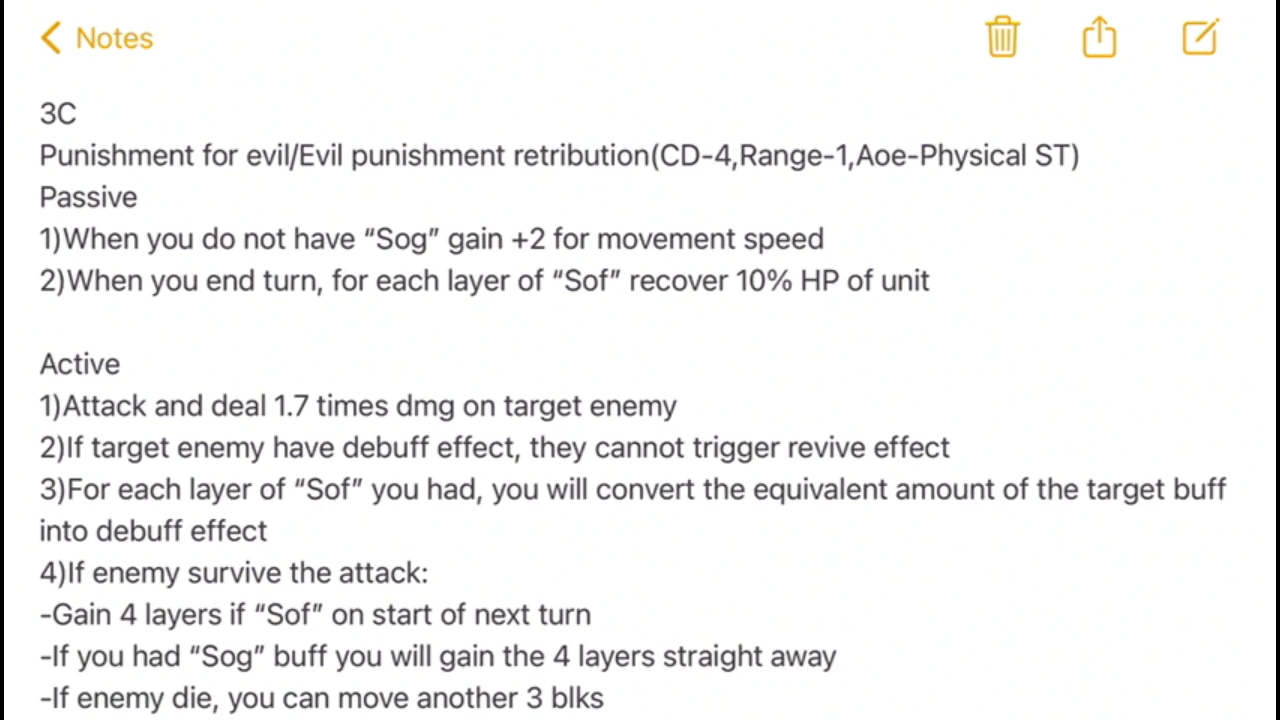 Notes
3C
Punishment for evil/Evil punishment retribution(CD-4,Range-1,Aoe-Physical ST)
Passive
1)When you do not have “Sog” gain +2 for movement speed
2)When you end turn, for each layer of “Sof” recover 10% HP of unit
Active
1)Attack and deal 1.7 times dmg on target enemy
2)If target enemy have debuff effect, they cannot trigger revive effect
3)For each layer of “Sof” you had, you will convert the equivalent amount of the target buff
into debuff effect
4)If enemy survive the attack:
-Gain 4 layers if “Sof” on start of next turn
-If you had “Sog” buff you will gain the 4 layers straight away
-If enemy die, you can move another 3 blks